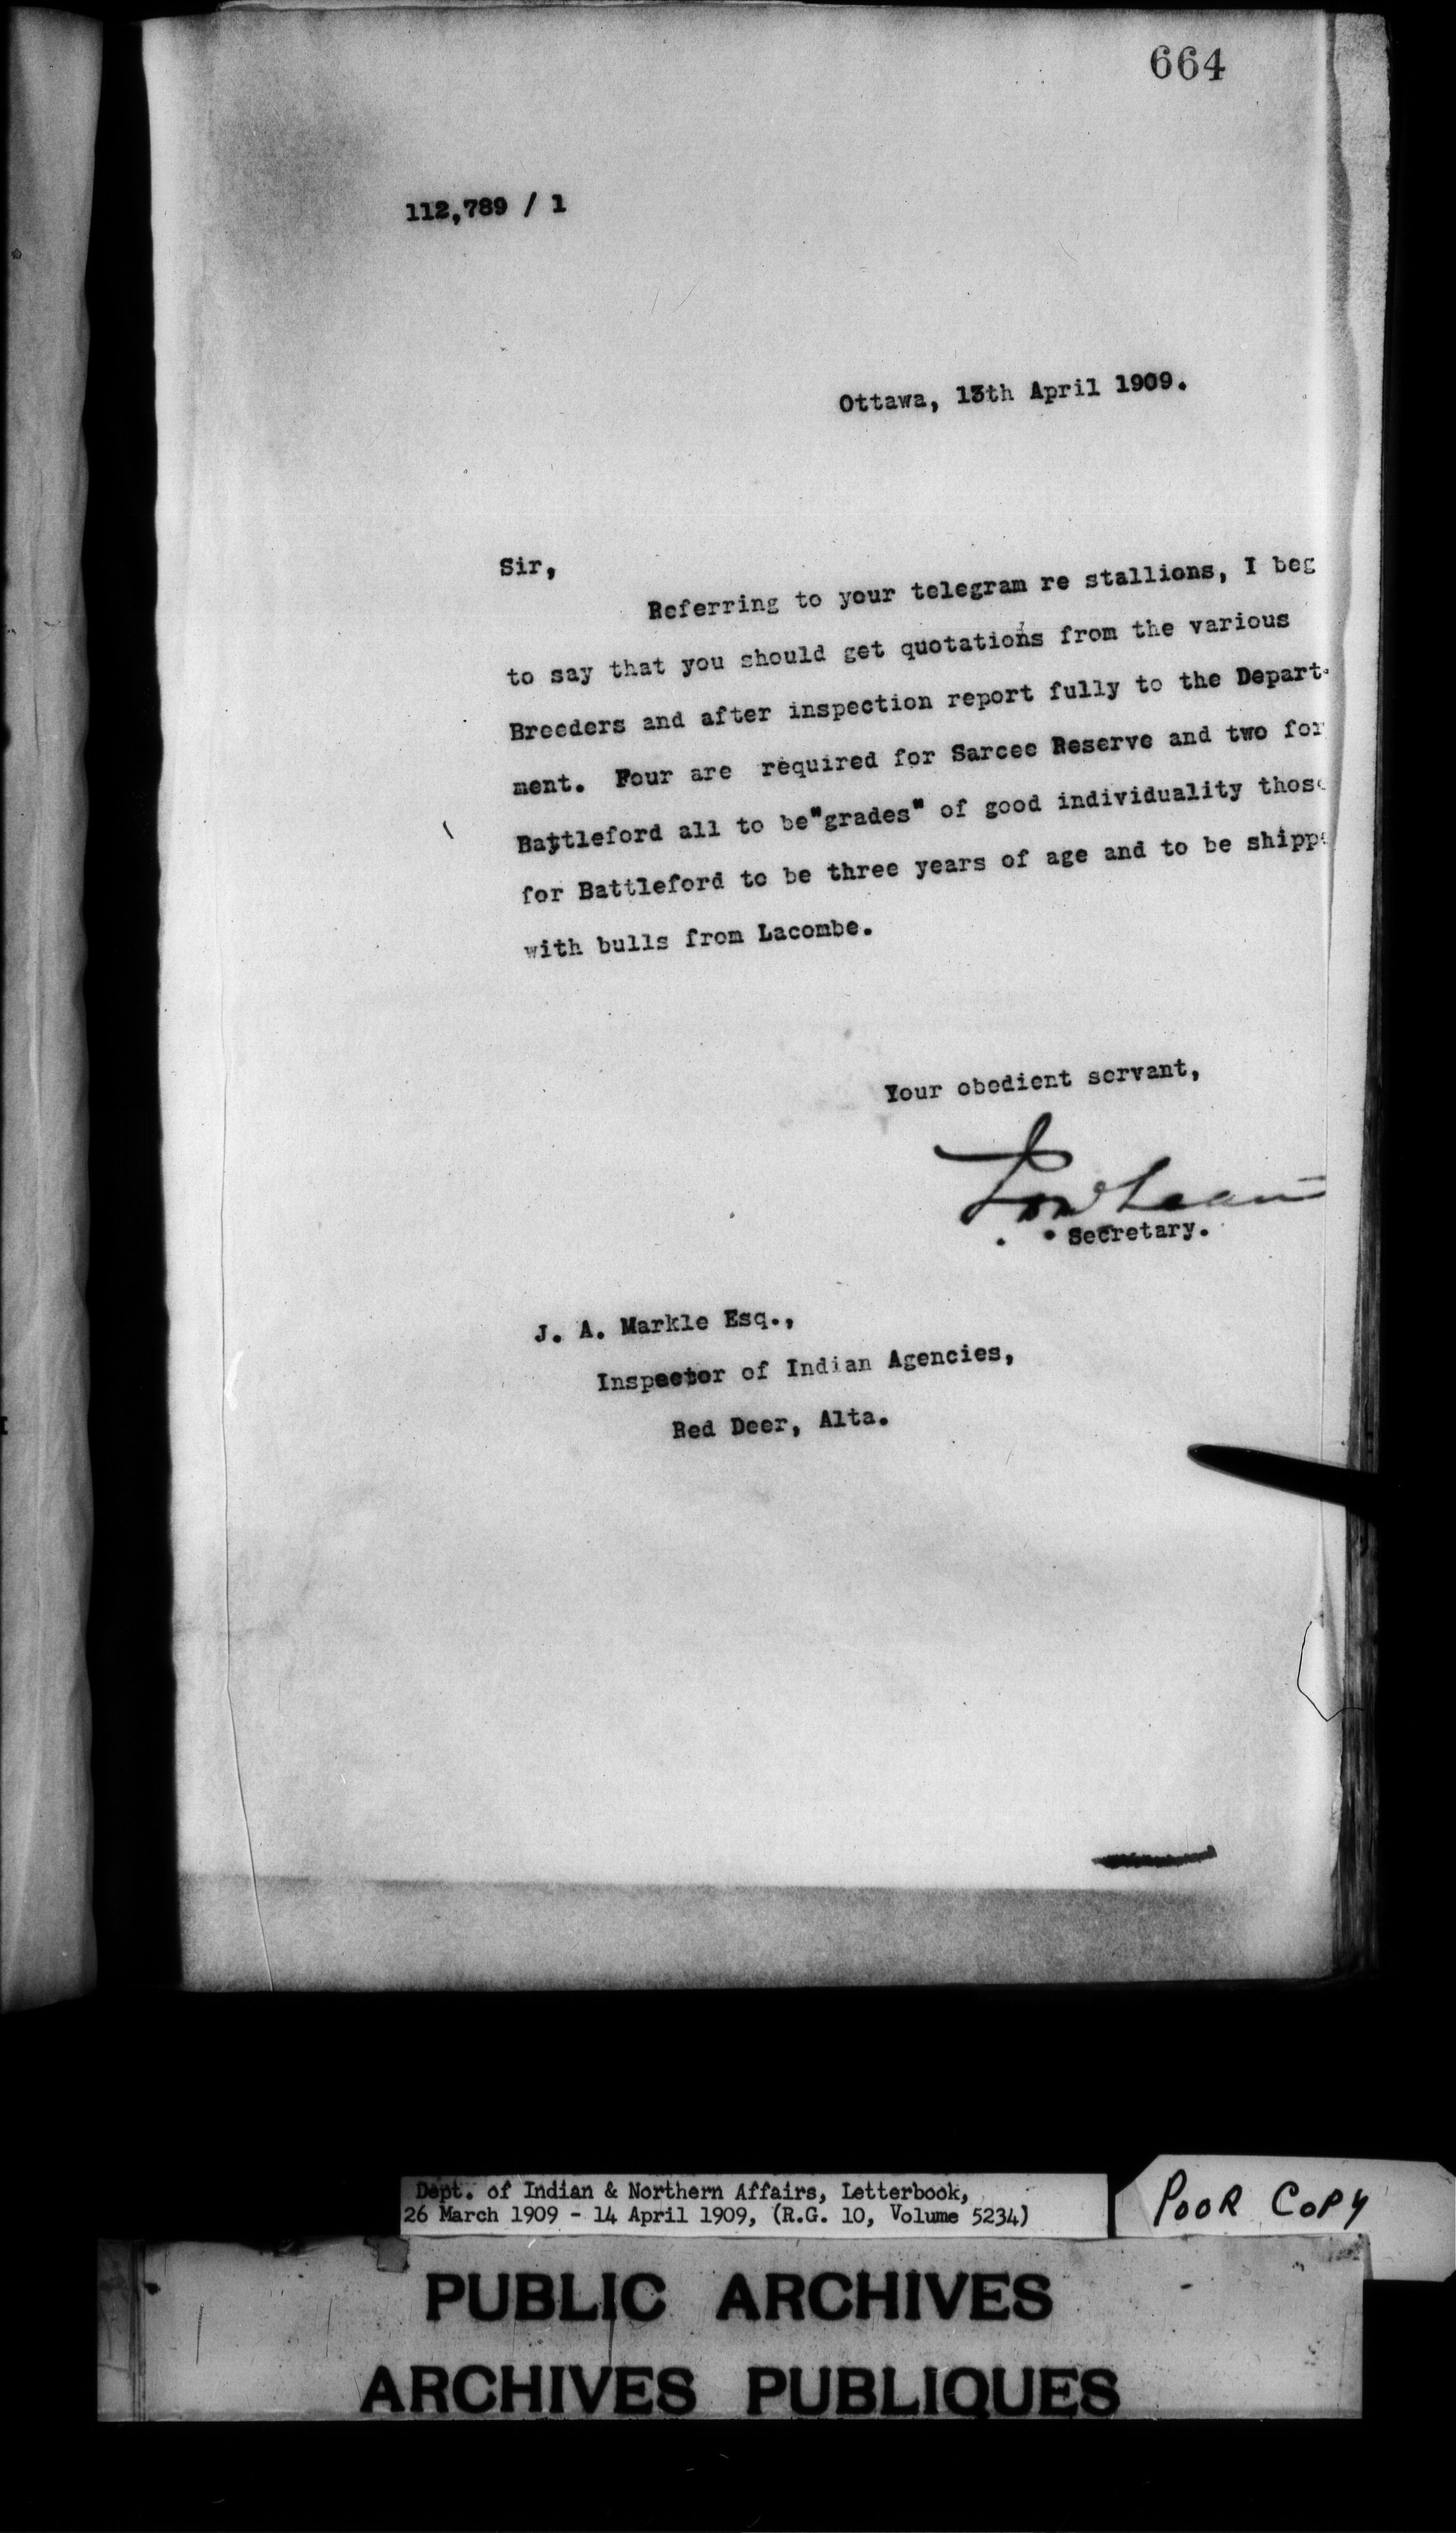 664
112,789 / 1
Ottawa, 13th April 1909.
Sir,
Referring to your telegram re stallions, I beg
to say that you should get quotations from the various
Breeders and after inspection report fully to the Depart-
ment. Four are required for Sarcee Reserve and two for
Battleford all to be"grades" of good individuality those
for Battleford to be three years of age and to be shippe
with bulls from Lacombe.
Your obedient servant,
Secretary.
J. A. Markle Esq.,
Inspector of Indian Agencies,
Red Deer, Alta.
Dept. of Indian & Northern Affairs, Letterbook,
26 March 1909 - 14 April 1909, (R.G. 10, Volume 5234)
POOR COPY
PUBLIC ARCHIVES
ARCHIVES PUBLIQUES